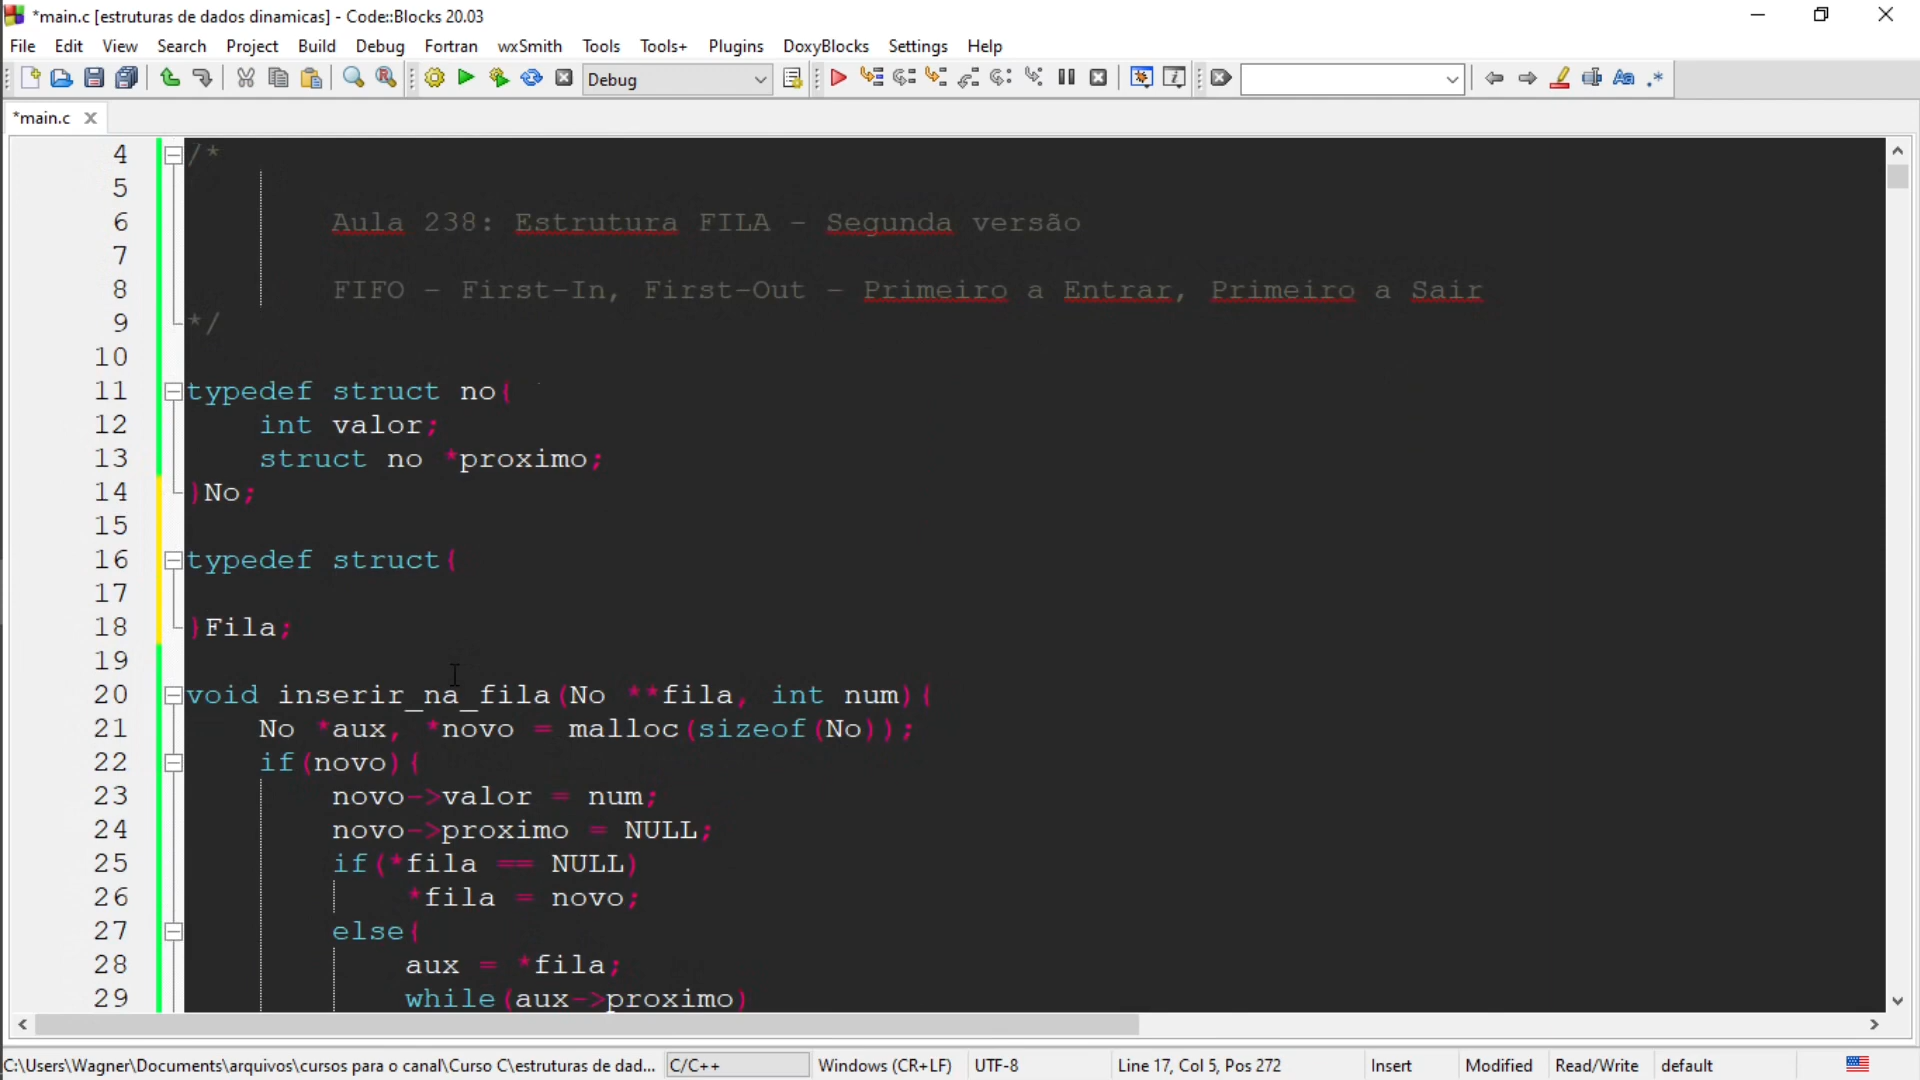 *main.c [estruturas de dados dinamicas] - Code::Blocks 20.03
File Edit View Search Project Build Debug Fortran wxSmith Tools Tools+ Plugins DoxyBlocks Settings Help
Debug
*main.c
4 /*
5
6 Aula 238: Estrutura FILA - Segunda versão
7
8 FIFO - First-In, First-Out - Primeiro a Entrar, Primeiro a Sair
9 */
10
11 typedef struct no{
12 int valor;
13 struct no *proximo;
14 }No;
15
16 typedef struct{
17
18 }Fila;
19
20 void inserir_na_fila(No **fila, int num){
21 No *aux, *novo = malloc(sizeof(No));
22 if(novo){
23 novo->valor = num;
24 novo->proximo = NULL;
25 if(*fila == NULL)
26 *fila = novo;
27 else{
28 aux = *fila;
29 while(aux->proximo)
C:\Users\Wagner\Documents\arquivos\cursos para o canal\Curso C\estruturas de dad... C/C++ Windows (CR+LF) UTF-8 Line 17, Col 5, Pos 272 Insert Modified Read/Write default